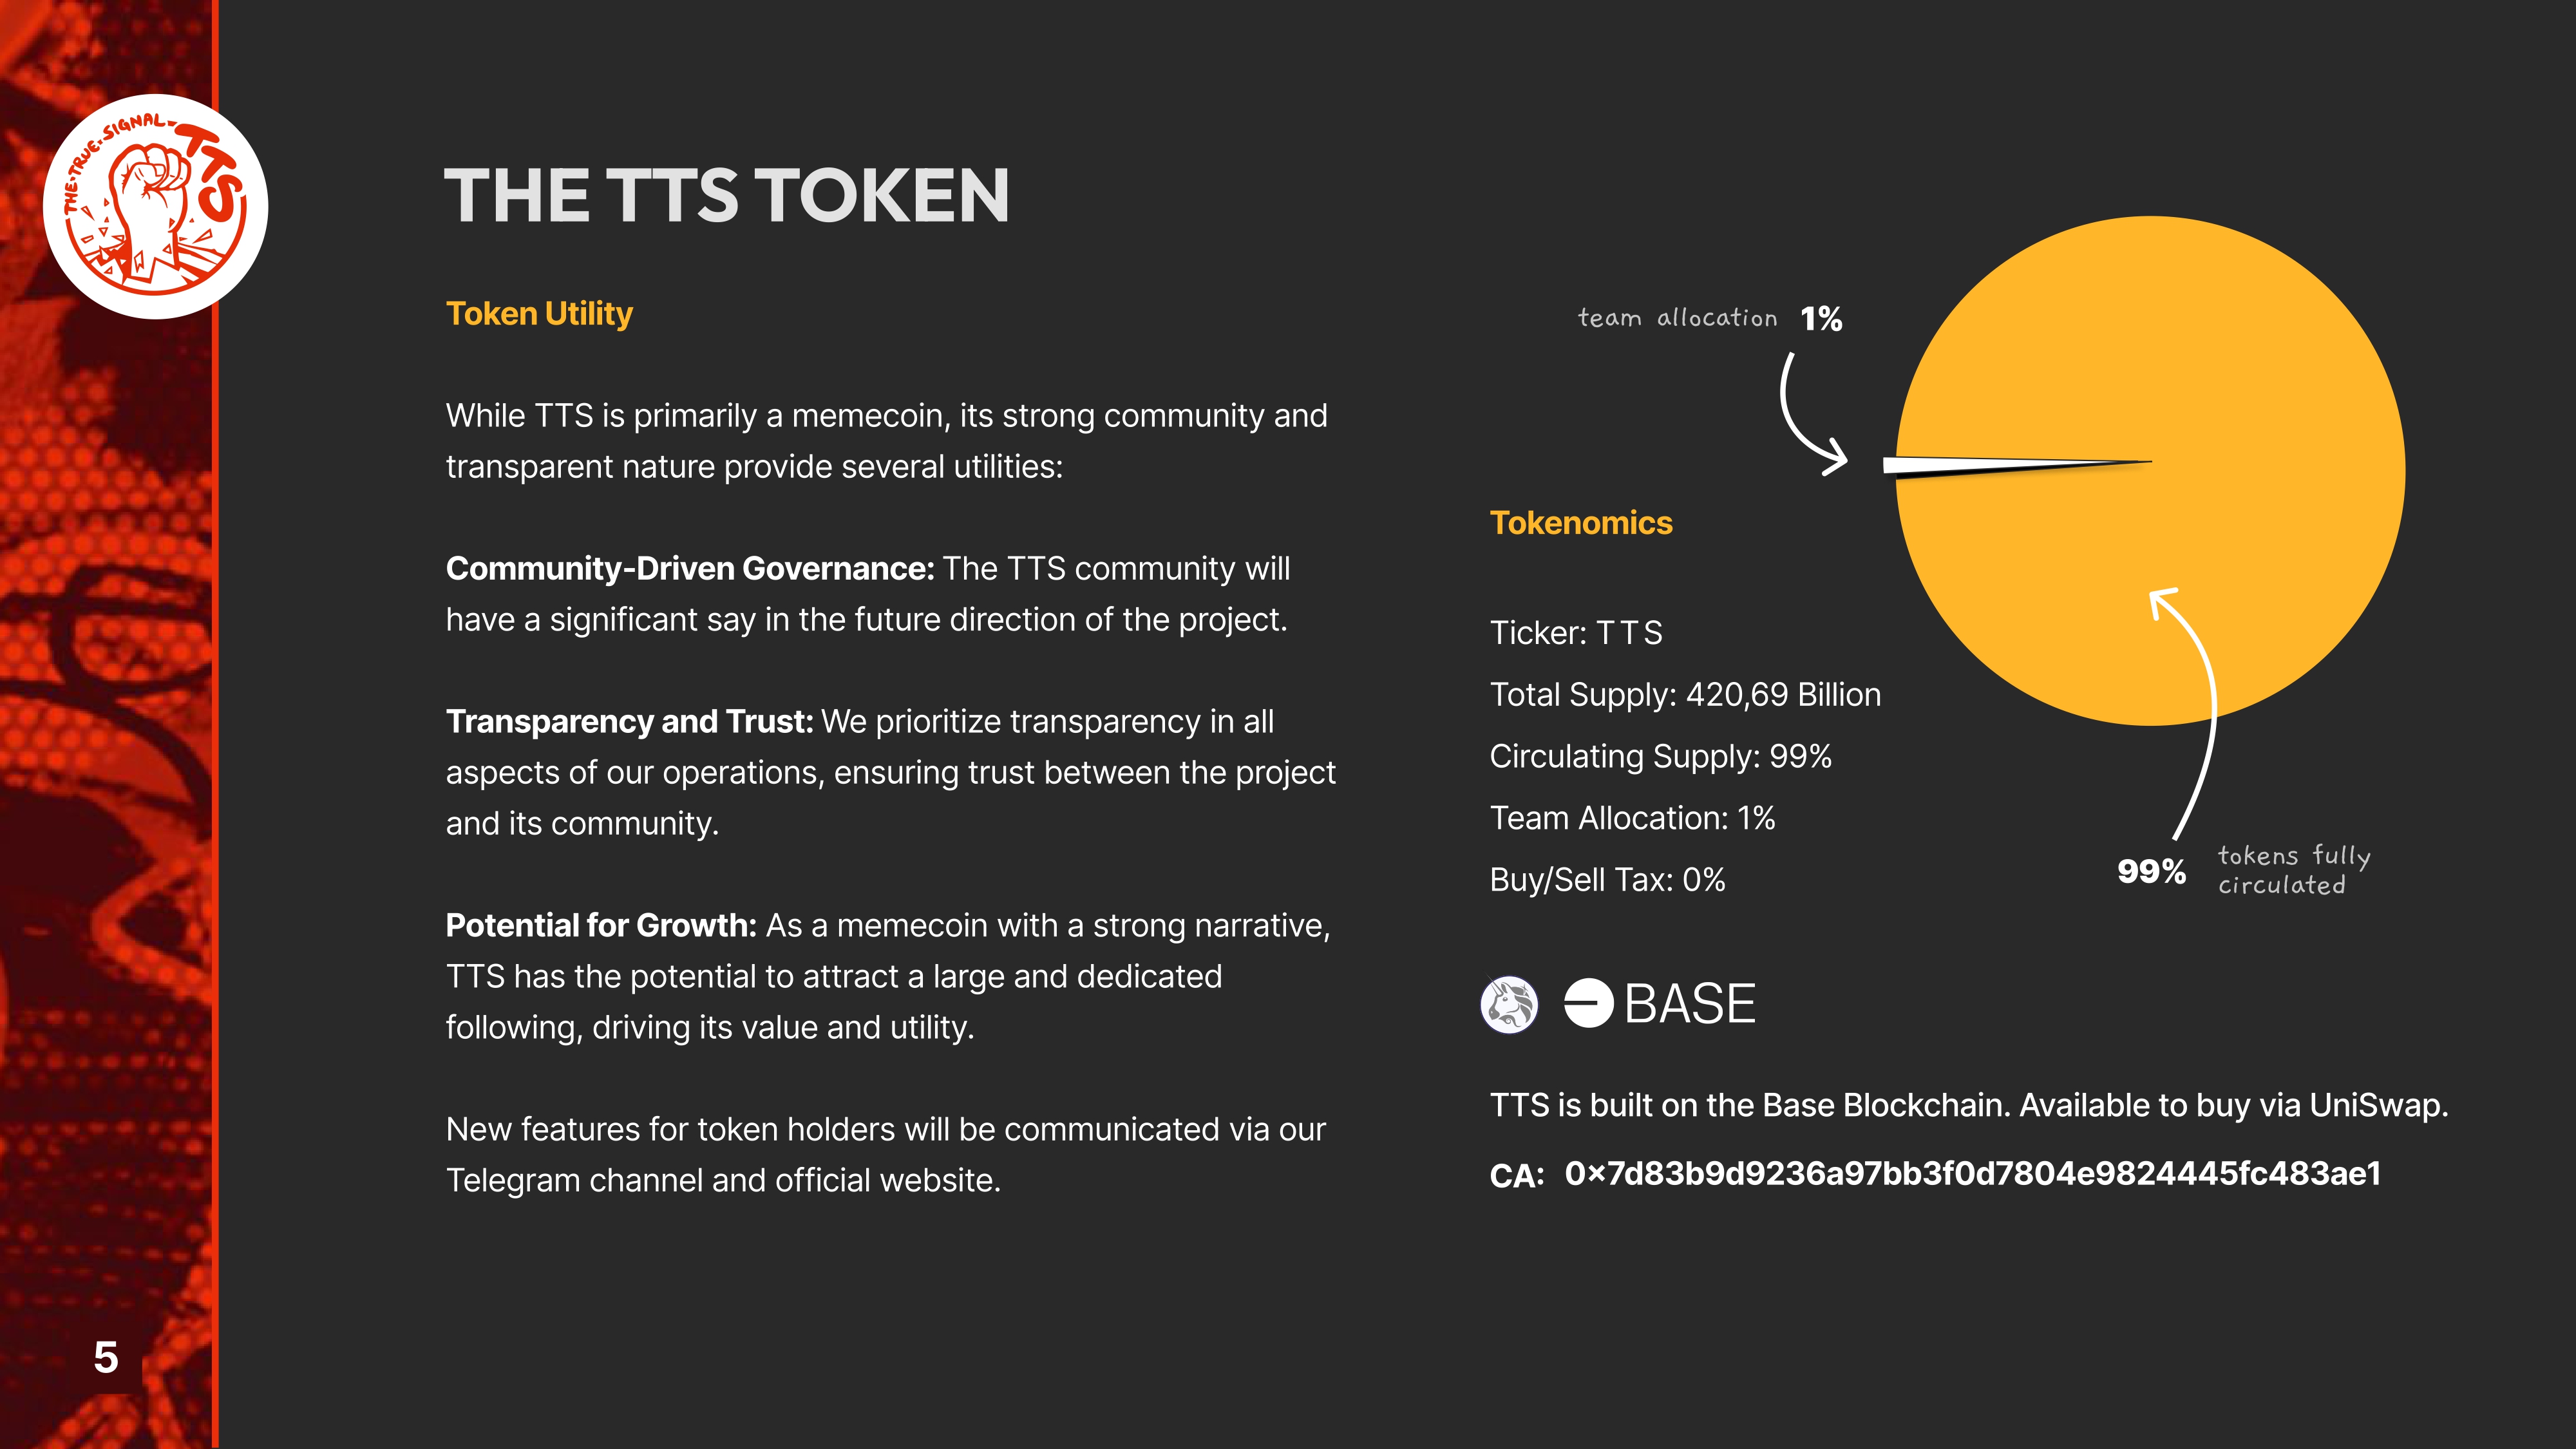 THE•TRUE•SIGNAL•
TTS
THE TTS TOKEN
Token Utility
While TTS is primarily a memecoin, its strong community and
transparent nature provide several utilities:
Community-Driven Governance: The TTS community will
have a significant say in the future direction of the project.
Transparency and Trust: We prioritize transparency in all
aspects of our operations, ensuring trust between the project
and its community.
Potential for Growth: As a memecoin with a strong narrative,
TTS has the potential to attract a large and dedicated
following, driving its value and utility.
New features for token holders will be communicated via our
Telegram channel and official website.
team allocation 1%
Tokenomics
Ticker: TTS
Total Supply: 420,69 Billion
Circulating Supply: 99%
Team Allocation: 1%
Buy/Sell Tax: 0%
99% tokens fully
circulated
BASE
TTS is built on the Base Blockchain. Available to buy via UniSwap.
CA: 0x7d83b9d9236a97bb3f0d7804e9824445fc483ae1
5